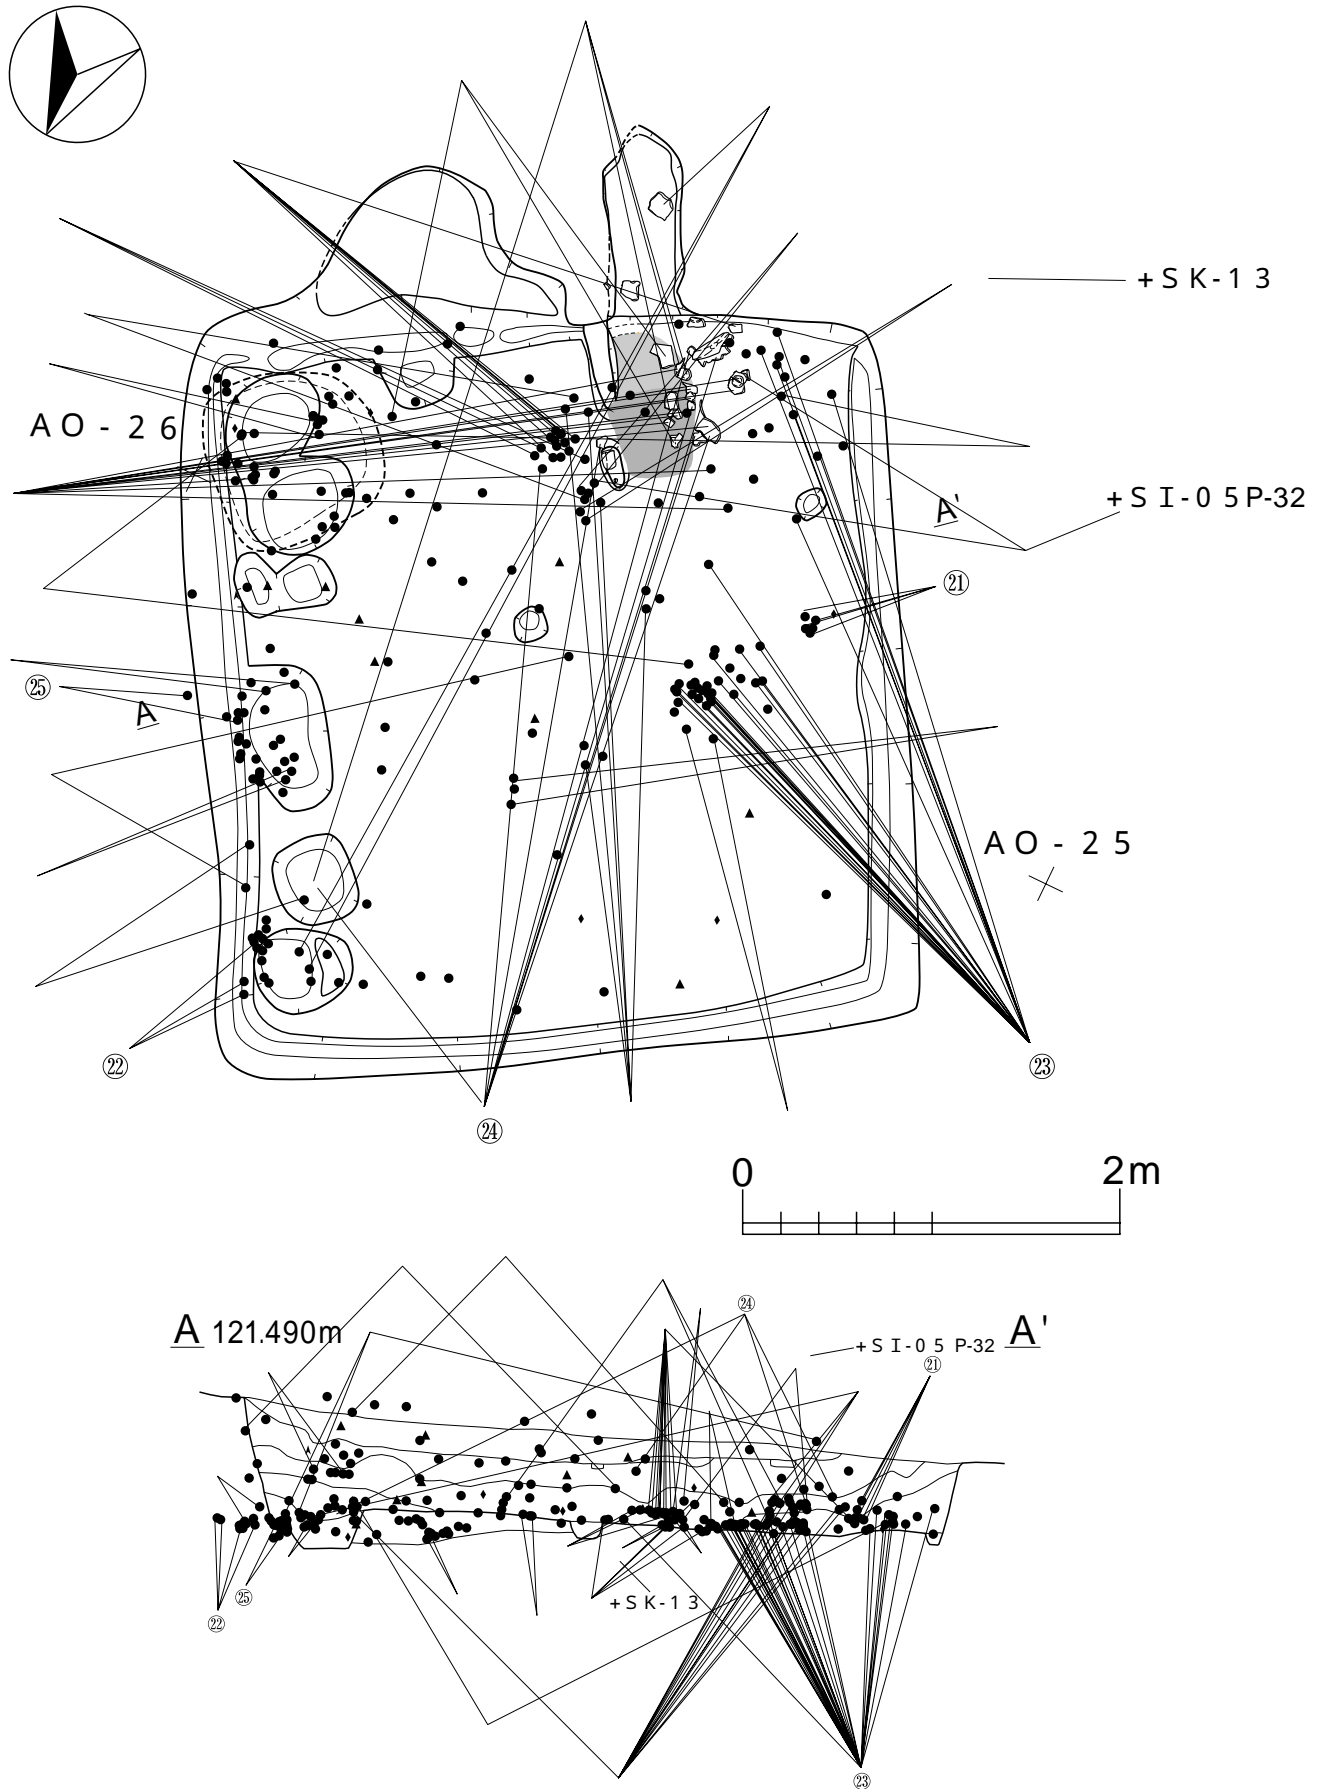 +SK-13
AO-26
A'
+SI-05P-32
㉑
㉕
A
AO-25
㉒
㉓
㉔
0 2m
㉔
A 121.490m
+SI-05 P-32 A'
㉑
㉕
+SK-13
㉒
㉓